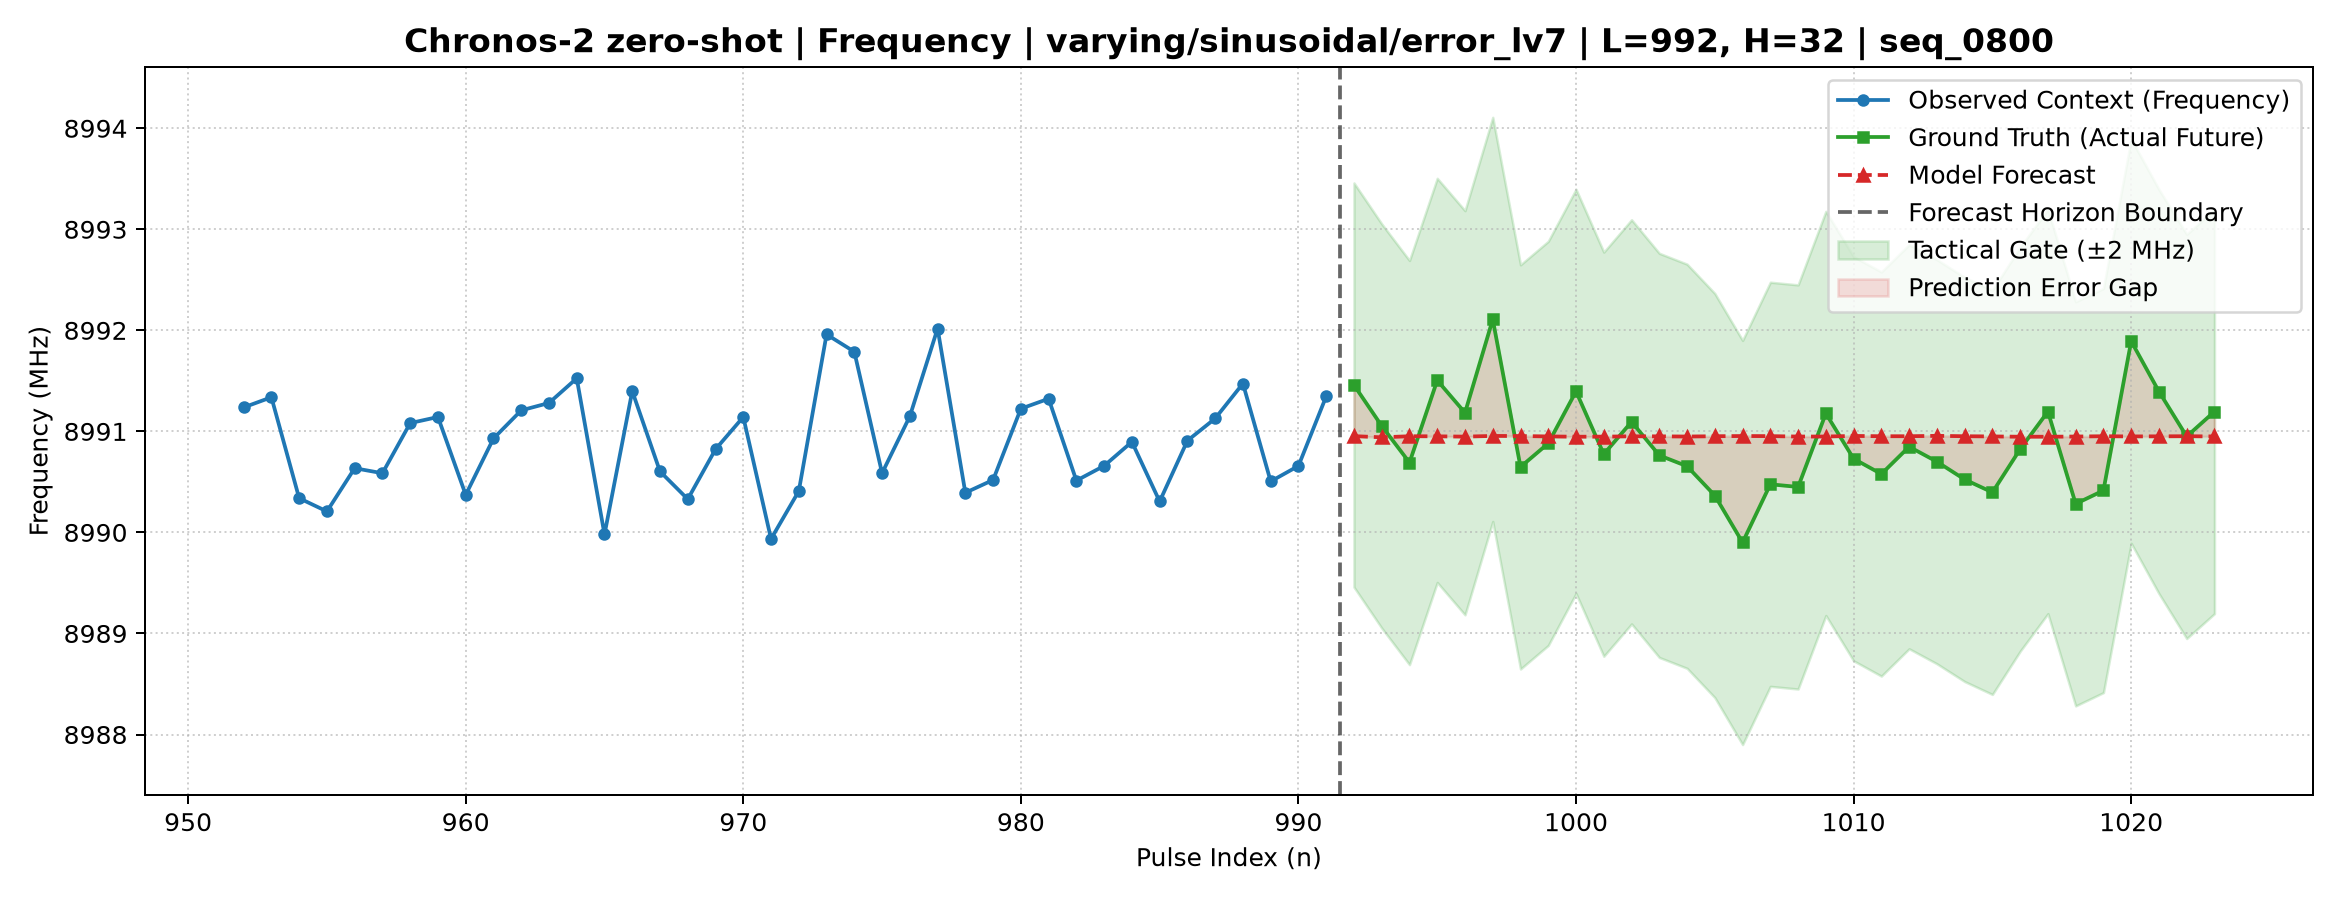 Chronos-2 zero-shot | Frequency | varying/sinusoidal/error_lv7 | L=992, H=32 | seq_0800
Observed Context (Frequency)
Ground Truth (Actual Future)
Model Forecast
Forecast Horizon Boundary
Tactical Gate (±2 MHz)
Prediction Error Gap
Frequency (MHz)
8994
8993
8992
8991
8990
8989
8988
950 960 970 980 990 1000 1010 1020
Pulse Index (n)